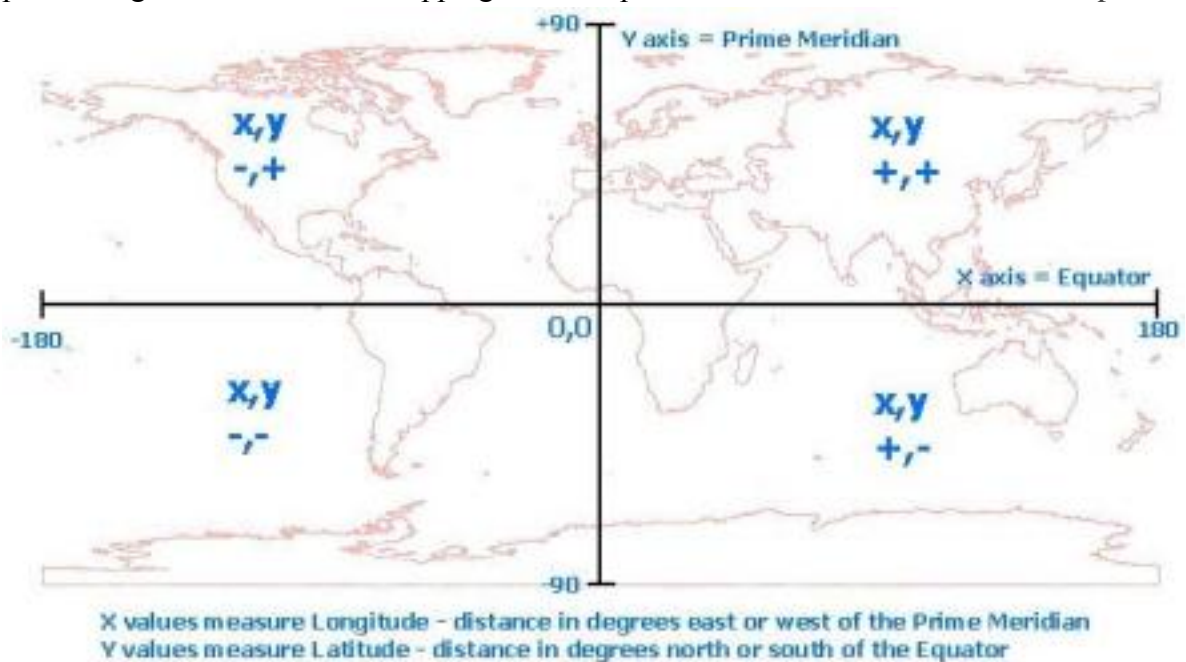 +90
Y axis = Prime Meridian
x,y
-,+
x,y
+,+
X axis = Equator
-180
0,0
180
x,y
-,-
x,y
+,-
-90
X values measure Longitude - distance in degrees east or west of the Prime Meridian
Y values measure Latitude - distance in degrees north or south of the Equator